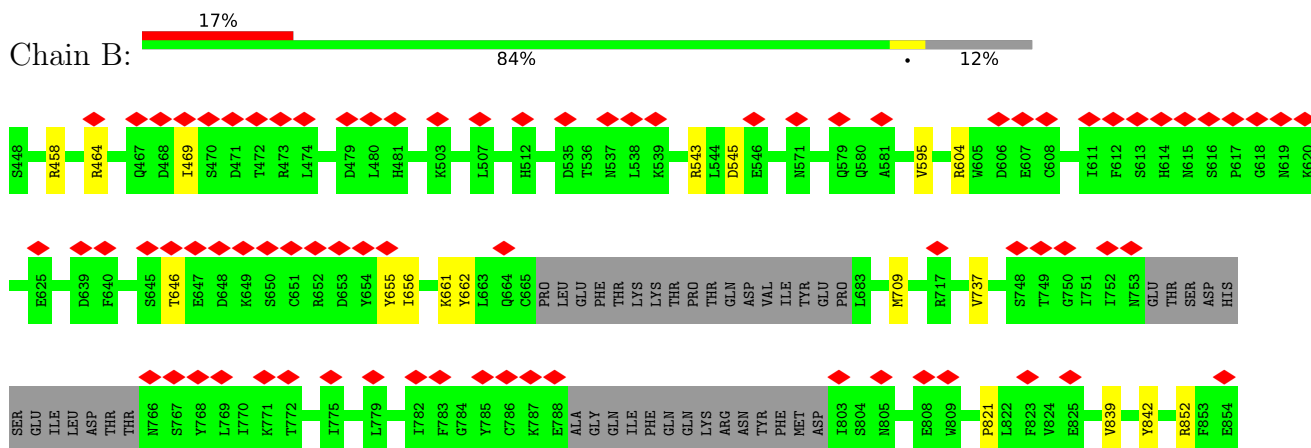 17%
Chain B:
84% • 12%
S448 R458 R464 Q467 D468 I469 S470 D471 T472 R473 L474 D479 L480 H481 K503 L507 H512 D535 T536 N537 L538 K539 R543 L544 D545 E546 N571 Q579 Q580 A581 V595 R604 W605 D606 E607 C608 I611 F612 S613 H614 N615 S616 P617 G618 N619 K620
E625 D639 F640 S645 T646 E647 D648 K649 S650 C651 R652 D653 Y654 Y655 I656 K661 Y662 L663 Q664 C665 PRO LEU GLU PHE THR LYS LYS THR PRO THR GLN ASP VAL ILE TYR GLU PRO L683 M709 R717 V737 S748 T749 G750 I751 I752 N753 GLU THR SER ASP HIS
SER GLU ILE LEU ASP THR THR N766 S767 Y768 L769 I770 K771 T772 I775 L779 I782 F783 G784 Y785 C786 K787 E788 ALA GLY GLN ILE PHE GLN GLN LYS ARG ASN TYR PHE MET ASP I803 S804 N805 E808 W809 P821 L822 F823 V824 E825 V839 Y842 R852 F853 E854